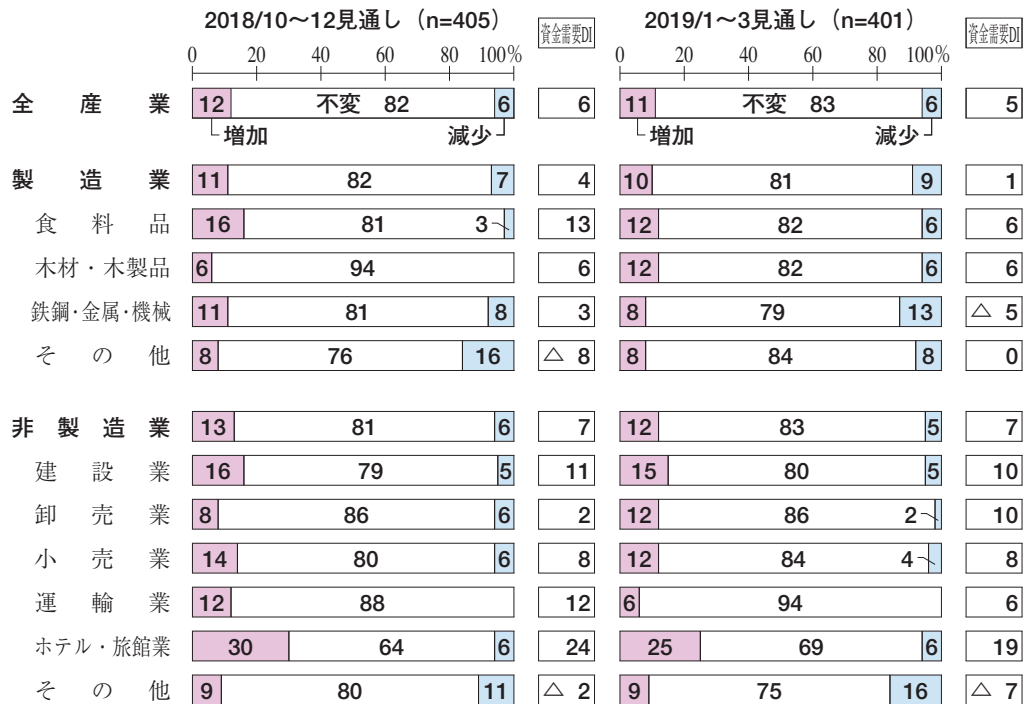 2018/10～12見通し（n=405） 資金需要DI 2019/1～3見通し（n=401） 資金需要DI
0 20 40 60 80 100% 0 20 40 60 80 100%
全産業 12 不変 82 6 6 11 不変 83 6 5
増加 減少 増加 減少
製造業 11 82 7 4 10 81 9 1
食料品 16 81 3 13 12 82 6 6
木材・木製品 6 94 6 12 82 6 6
鉄鋼・金属・機械 11 81 8 3 8 79 13 △ 5
その他 8 76 16 △ 8 8 84 8 0
非製造業 13 81 6 7 12 83 5 7
建設業 16 79 5 11 15 80 5 10
卸売業 8 86 6 2 12 86 2 10
小売業 14 80 6 8 12 84 4 8
運輸業 12 88 12 6 94 6
ホテル・旅館業 30 64 6 24 25 69 6 19
その他 9 80 11 △ 2 9 75 16 △ 7